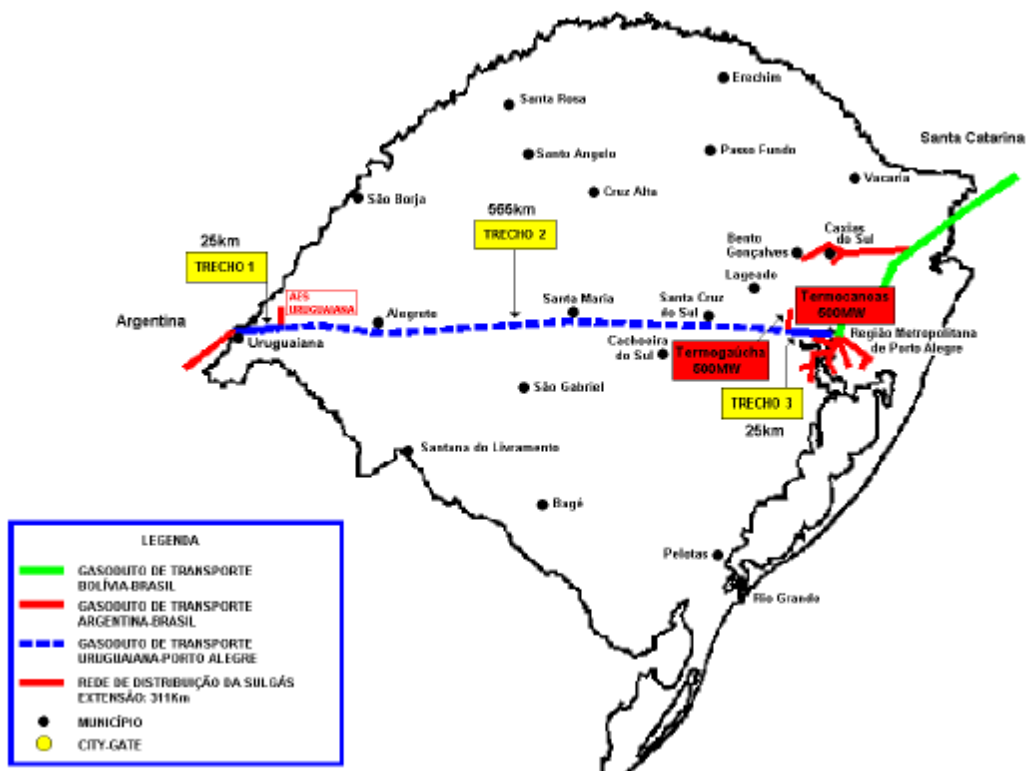 Erechim
Santa Rosa
Santa Catarina
Santo Angelo
Passo Fundo
Vacaria
Cruz Alta
São Borja
565km
TRECHO 2
25km
TRECHO 1
Bento
Gonçalves
Caxias
do Sul
Lageado
AES
URUGUAIANA
Argentina
Alegrete
Santa Maria
Santa Cruz
do Sul
Termocanoas
500MW
Uruguaiana
Região Metropolitana
de Porto Alegre
Cachoeira
do Sul
Termogaúcha
500MW
São Gabriel
TRECHO 3
25km
Santana do Livramento
Bagé
Pelotas
Rio Grande
LEGENDA
GASODUTO DE TRANSPORTE
BOLÍVIA-BRASIL
GASODUTO DE TRANSPORTE
ARGENTINA-BRASIL
GASODUTO DE TRANSPORTE
URUGUAIANA-PORTO ALEGRE
REDE DE DISTRIBUIÇÃO DA SULGÁS
EXTENSÃO: 311Km
MUNICÍPIO
CITY-GATE